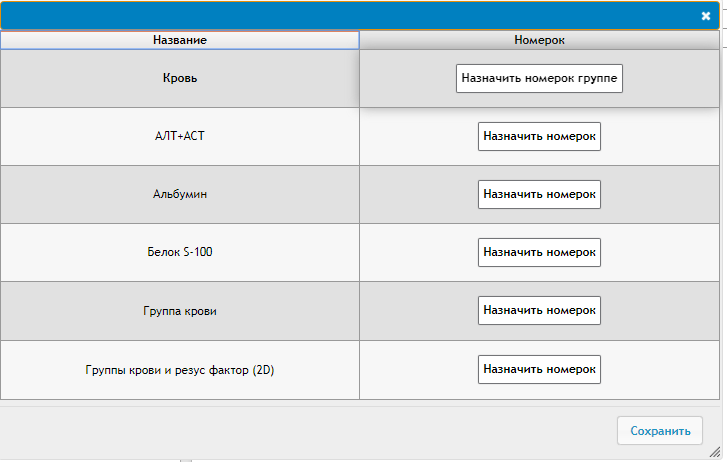 Название Номерок
Кровь Назначить номерок группе
АЛТ+АСТ Назначить номерок
Альбумин Назначить номерок
Белок S-100 Назначить номерок
Группа крови Назначить номерок
Группы крови и резус фактор (2D) Назначить номерок
Сохранить